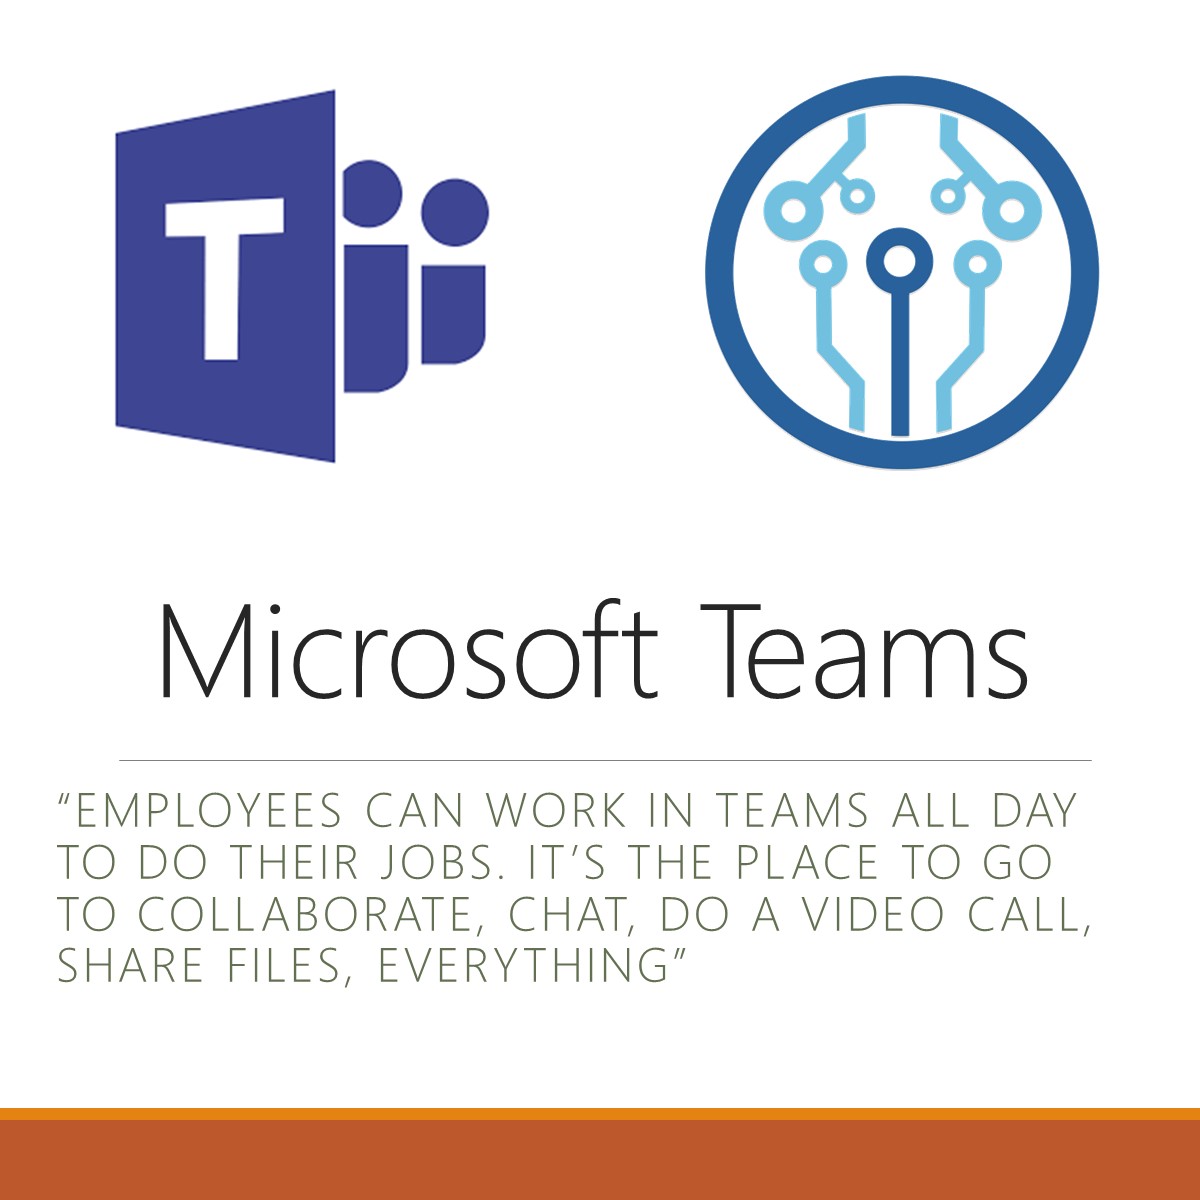 T
Microsoft Teams
“EMPLOYEES CAN WORK IN TEAMS ALL DAY
TO DO THEIR JOBS. IT’S THE PLACE TO GO
TO COLLABORATE, CHAT, DO A VIDEO CALL,
SHARE FILES, EVERYTHING”